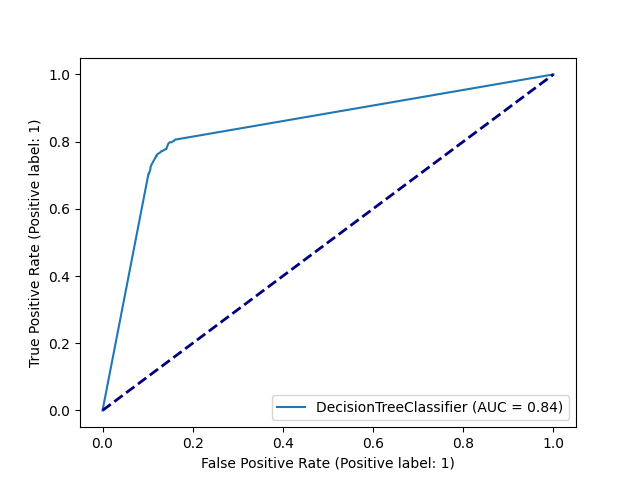 True Positive Rate (Positive label: 1)
1.0
0.8
0.6
0.4
0.2
0.0
DecisionTreeClassifier (AUC = 0.84)
0.0 0.2 0.4 0.6 0.8 1.0
False Positive Rate (Positive label: 1)